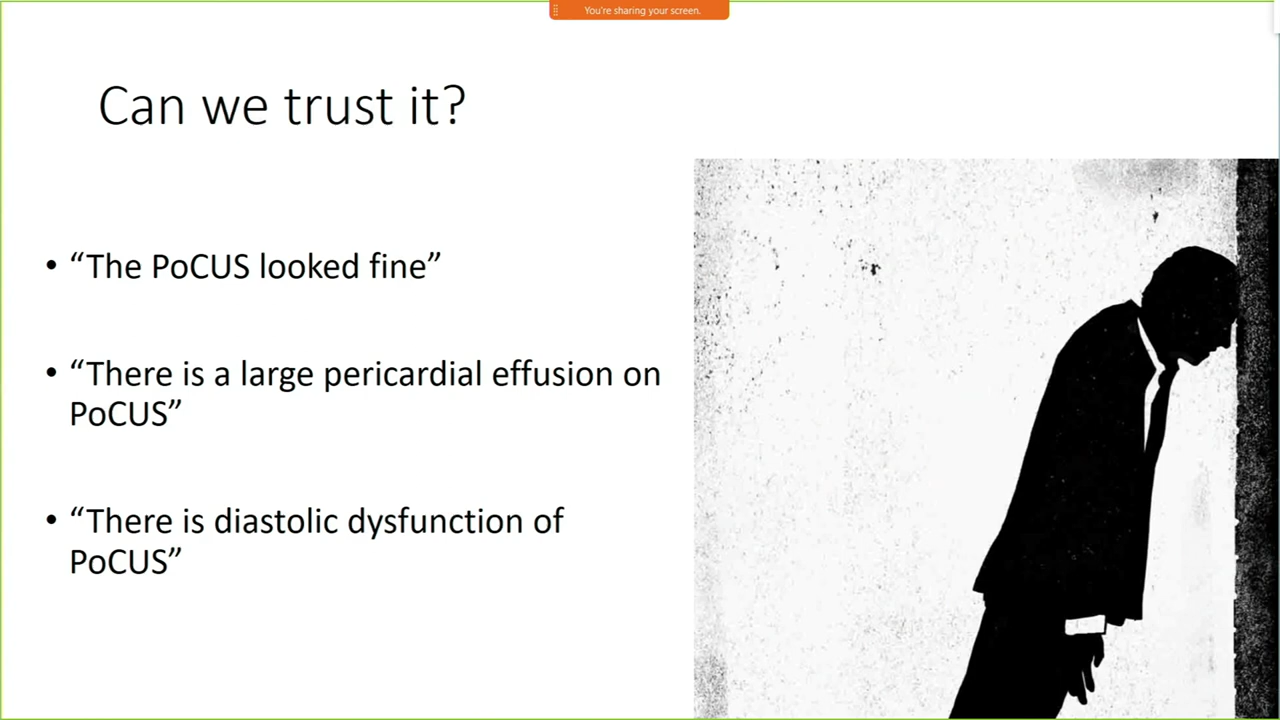 You're sharing your screen.
Can we trust it?
• “The PoCUS looked fine”
• “There is a large pericardial effusion on
PoCUS”
• “There is diastolic dysfunction of
PoCUS”